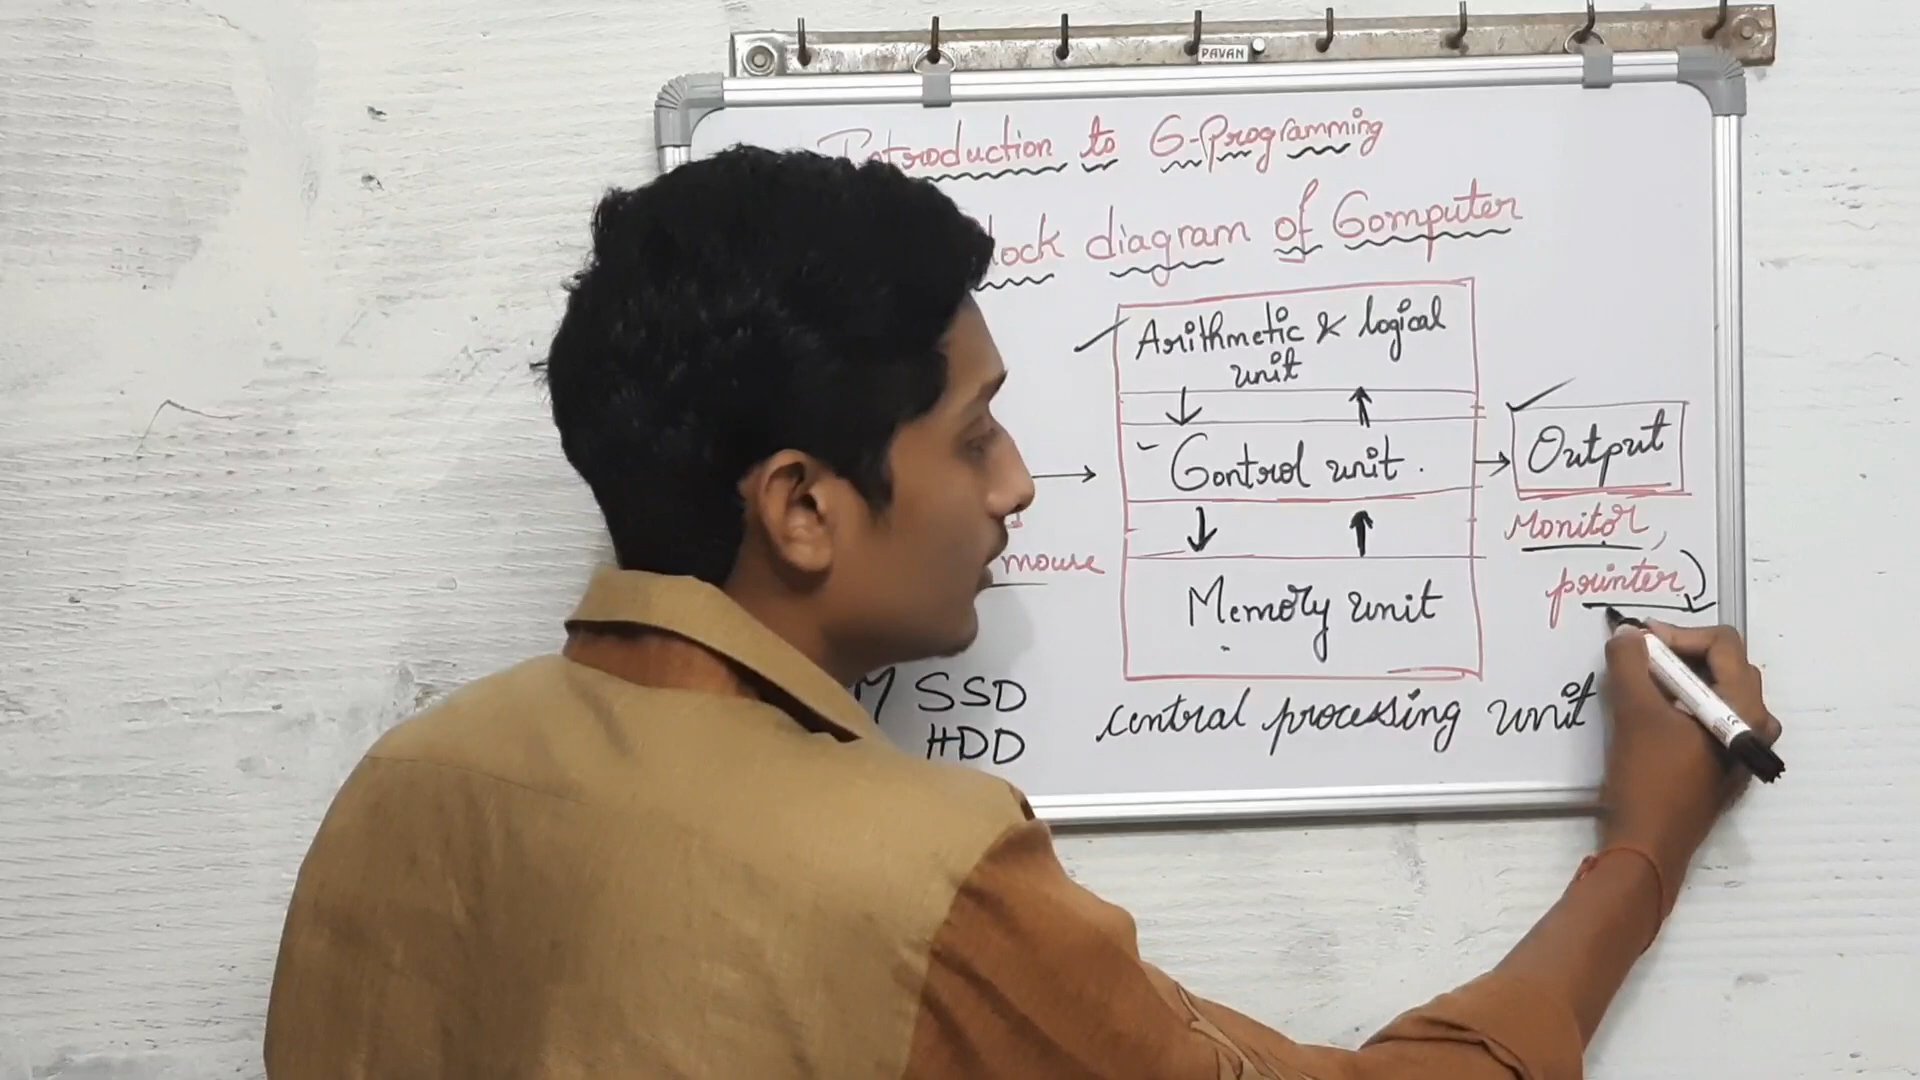 PAVAN
Introduction to C-Programming
lock diagram of Computer
Arithmetic & logical
unit
Control unit.
Output
Monitor,
mouse
printer,
Memory unit
SSD
HDD
central processing unit